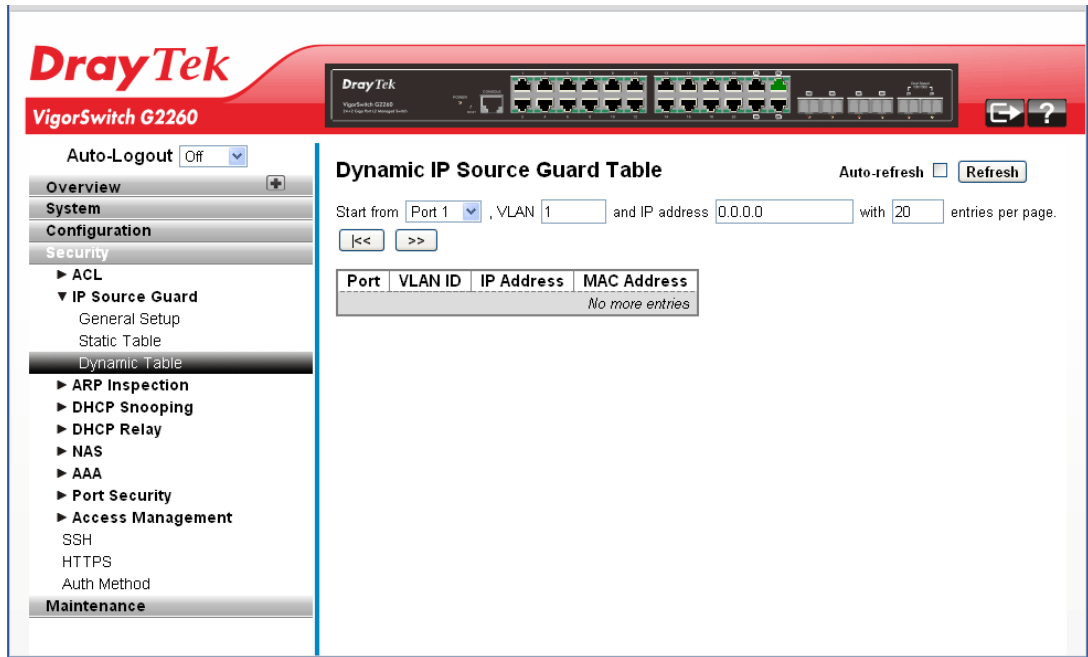 DrayTek
VigorSwitch G2260
DrayTek
VigorSwitch G2260
Auto-Logout Off
Overview
System
Configuration
Security
► ACL
▼ IP Source Guard
General Setup
Static Table
Dynamic Table
► ARP Inspection
► DHCP Snooping
► DHCP Relay
► NAS
► AAA
► Port Security
► Access Management
SSH
HTTPS
Auth Method
Maintenance
Dynamic IP Source Guard Table
Auto-refresh Refresh
Start from Port 1 , VLAN 1 and IP address 0.0.0.0 with 20 entries per page.
|<< >>
Port VLAN ID IP Address MAC Address
No more entries